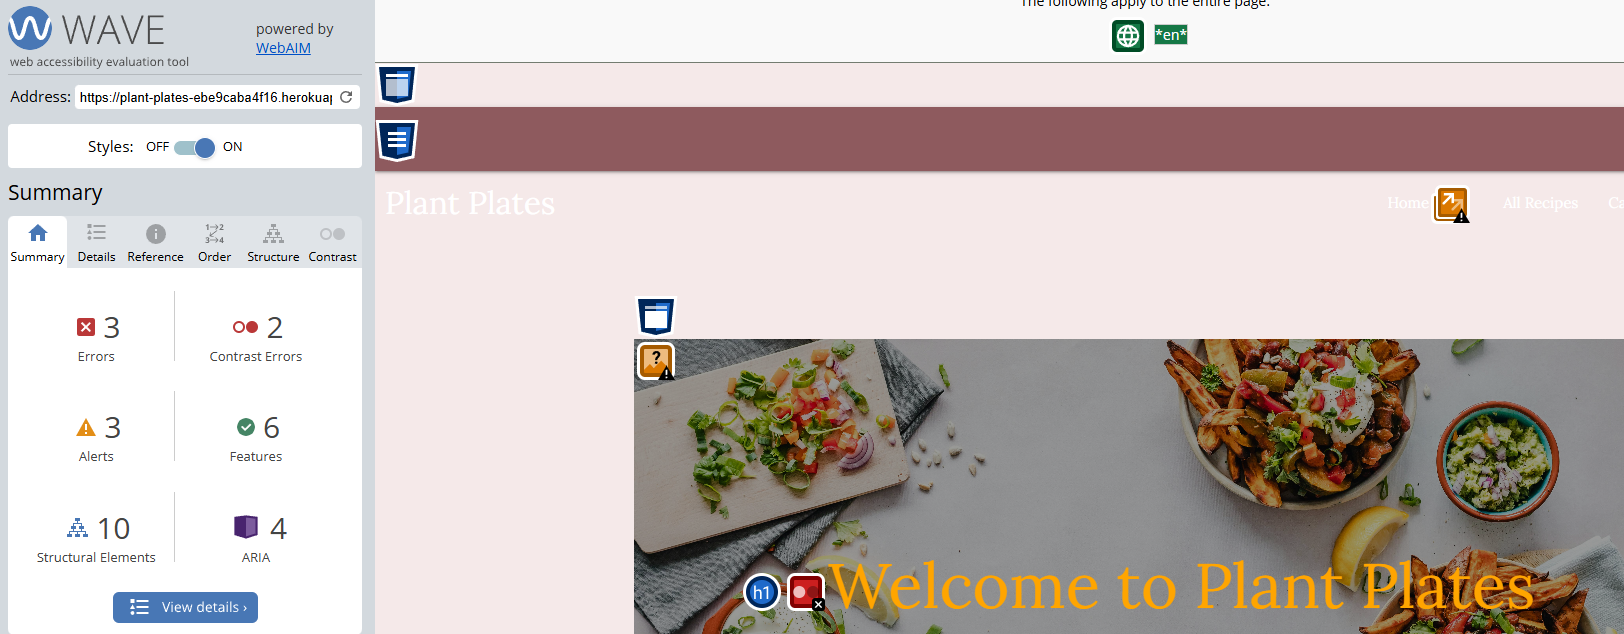 WAVE
powered by
WebAIM
web accessibility evaluation tool
Address: https://plant-plates-ebe9caba4f16.herokuap
Styles: OFF ON
Summary
Summary Details Reference Order Structure Contrast
3
Errors
2
Contrast Errors
3
Alerts
6
Features
10
Structural Elements
4
ARIA
View details ›
The following apply to the entire page.
*en*
Plant Plates
Home
All Recipes
Ca
h1
Welcome to Plant Plates